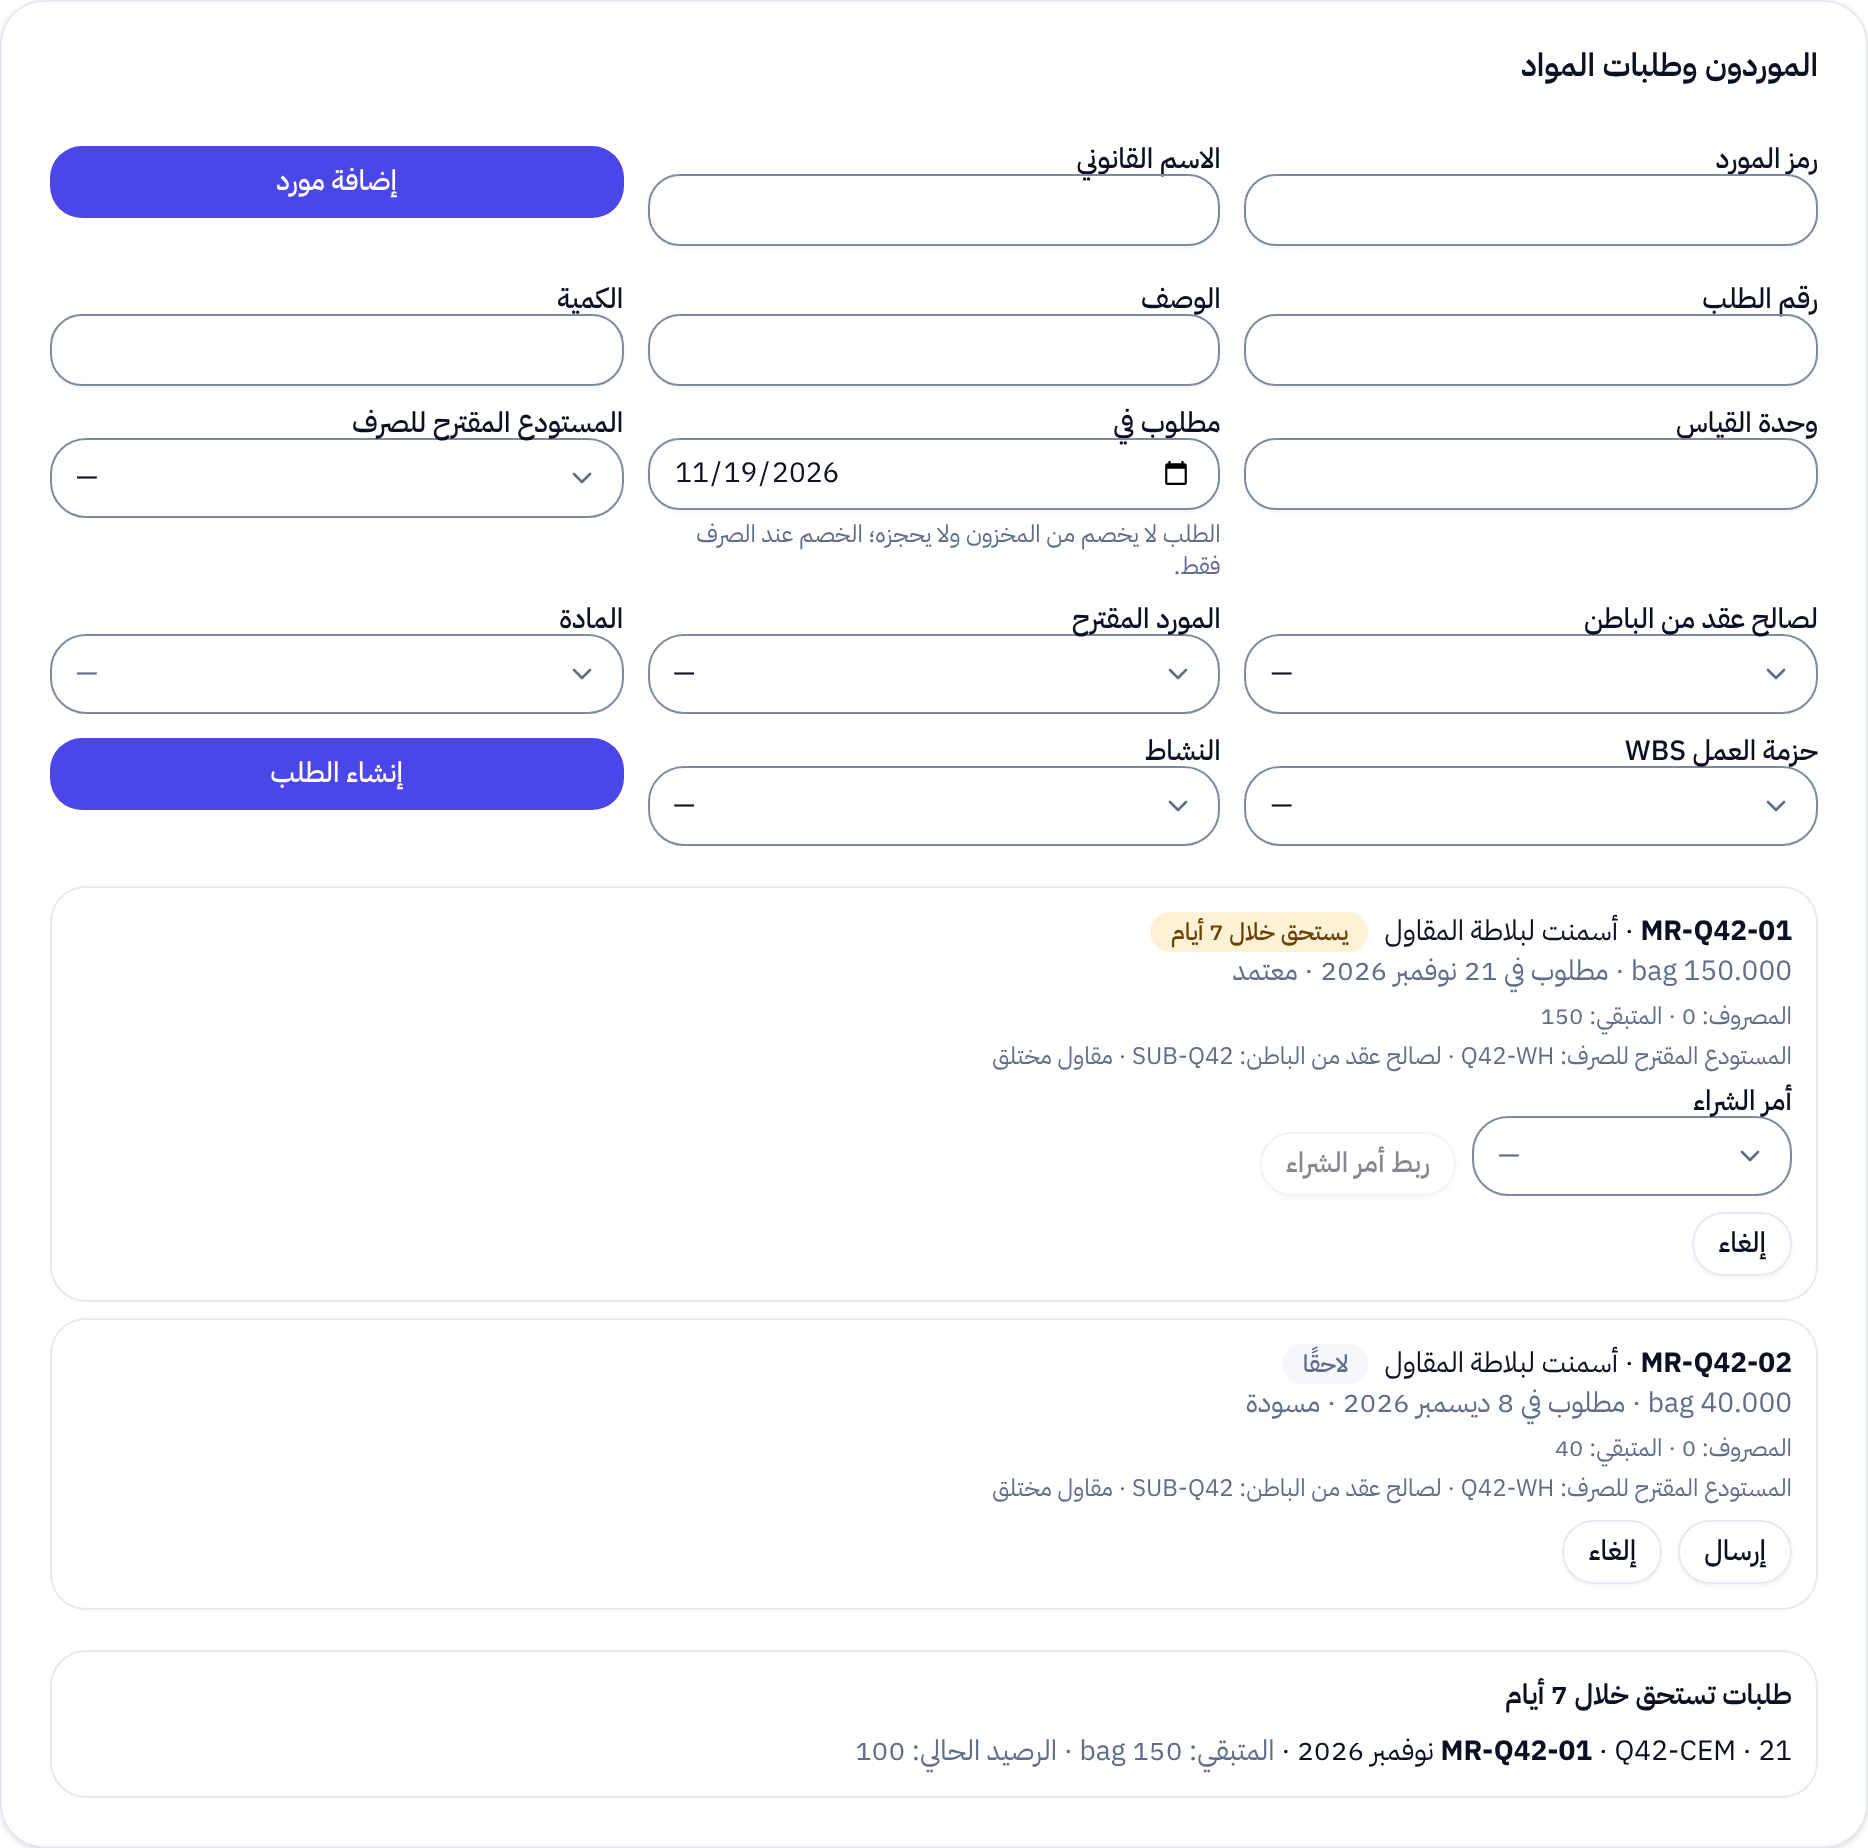 الموردون وطلبات المواد
رمز المورد
الاسم القانوني
إضافة مورد
رقم الطلب
الوصف
الكمية
وحدة القياس
مطلوب في
المستودع المقترح للصرف
11/19/2026
—
الطلب لا يخصم من المخزون ولا يحجزه؛ الخصم عند الصرف
فقط.
لصالح عقد من الباطن
المورد المقترح
المادة
—
—
—
حزمة العمل WBS
النشاط
إنشاء الطلب
—
—
MR-Q42-01 · أسمنت لبلاطة المقاول يستحق خلال 7 أيام
150.000 bag · مطلوب في 21 نوفمبر 2026 · معتمد
المصروف: 0 · المتبقي: 150
المستودع المقترح للصرف: Q42-WH · لصالح عقد من الباطن: SUB-Q42 · مقاول مختلق
أمر الشراء
—
ربط أمر الشراء
إلغاء
MR-Q42-02 · أسمنت لبلاطة المقاول لاحقًا
40.000 bag · مطلوب في 8 ديسمبر 2026 · مسودة
المصروف: 0 · المتبقي: 40
المستودع المقترح للصرف: Q42-WH · لصالح عقد من الباطن: SUB-Q42 · مقاول مختلق
إرسال
إلغاء
طلبات تستحق خلال 7 أيام
MR-Q42-01 · Q42-CEM · 21 نوفمبر 2026 · المتبقي: 150 bag · الرصيد الحالي: 100